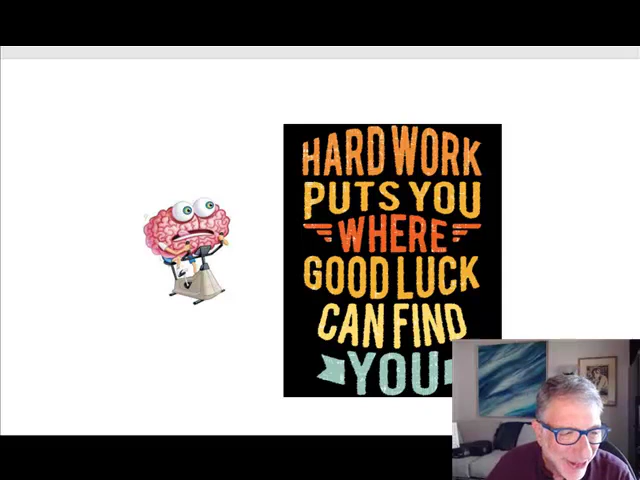 HARD WORK
PUTS YOU
WHERE
GOOD LUCK
CAN FIND
YOU